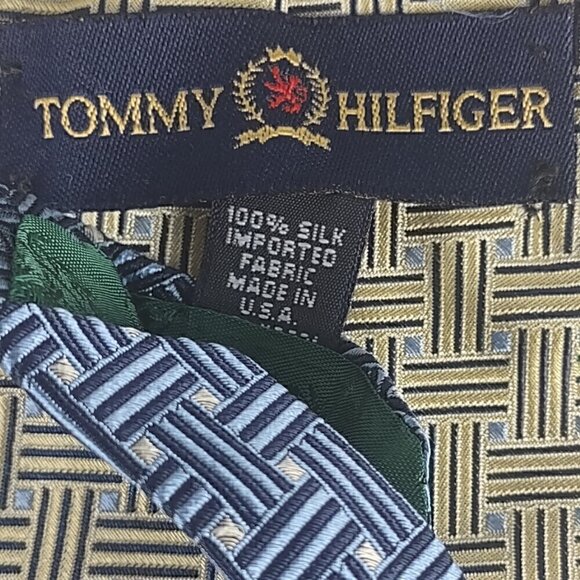 TOMMY HILFIGER
100% SILK
IMPORTED
FABRIC
MADE IN
U.S.A.